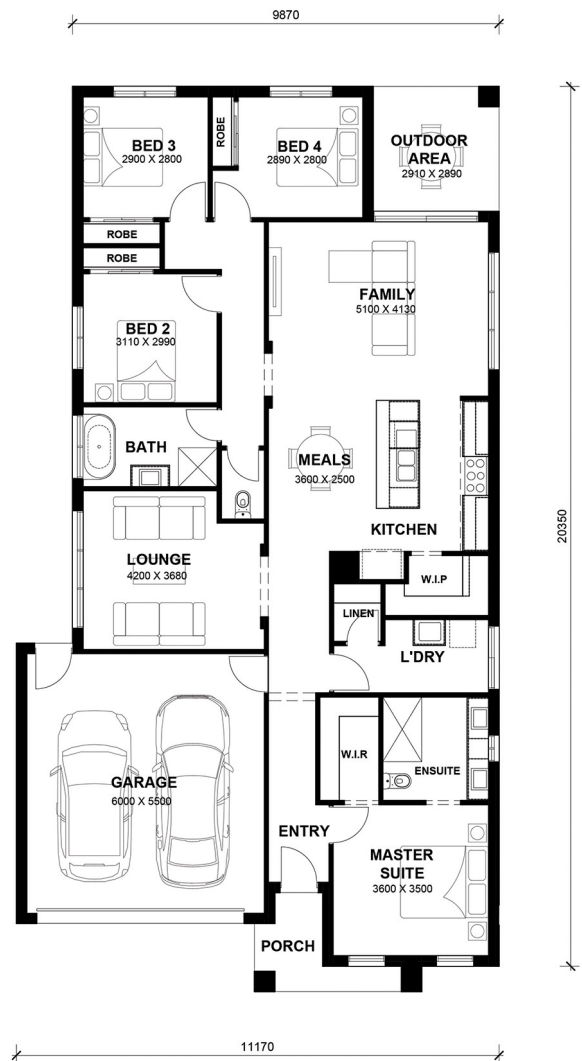 9870
BED 3
2900 X 2800
ROBE
BED 4
2890 X 2800
OUTDOOR
AREA
2910 X 2890
ROBE
ROBE
FAMILY
5100 X 4130
BED 2
3110 X 2990
BATH
MEALS
3600 X 2500
KITCHEN
20350
LOUNGE
4200 X 3680
W.I.P
LINEN
L'DRY
W.I.R
ENSUITE
GARAGE
6000 X 5500
ENTRY
MASTER
SUITE
3600 X 3500
PORCH
11170